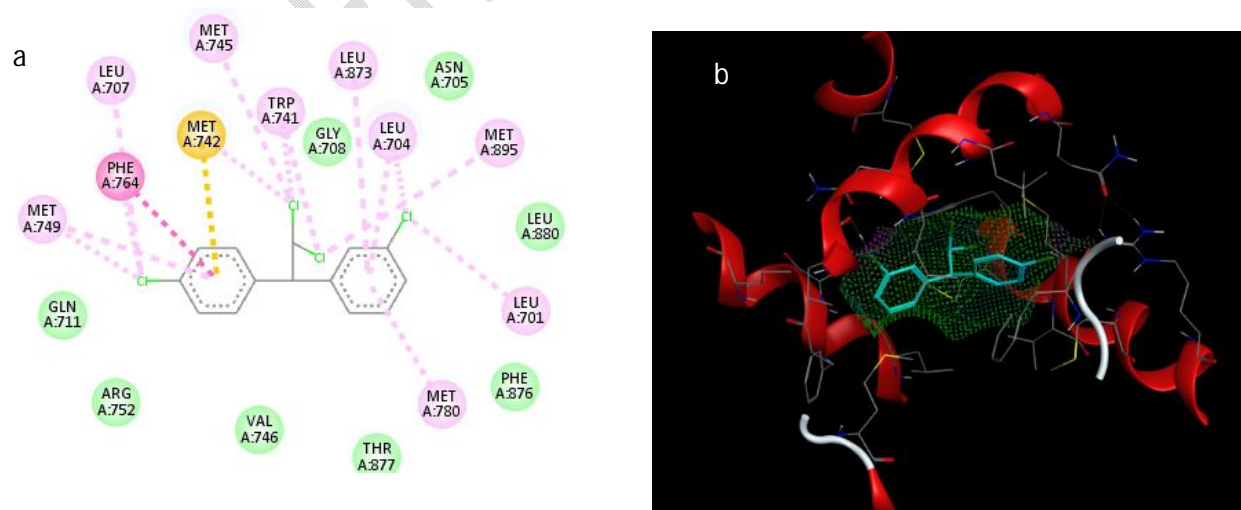 a
MET
A:745
LEU
A:707
LEU
A:873
ASN
A:705
TRP
A:741
MET
A:742
GLY
A:708
LEU
A:704
MET
A:895
PHE
A:764
MET
A:749
Cl
Cl
Cl
Cl
LEU
A:880
GLN
A:711
LEU
A:701
ARG
A:752
VAL
A:746
THR
A:877
MET
A:780
PHE
A:876
b